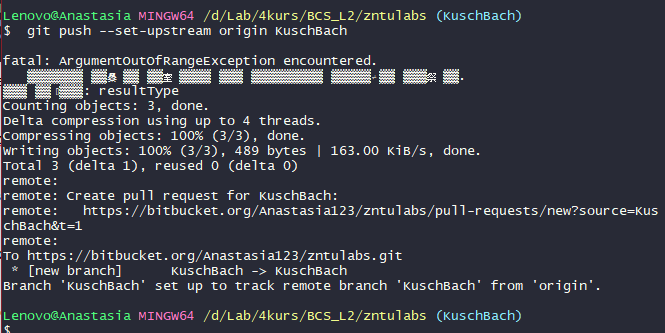 Lenovo@Anastasia MINGW64 /d/Lab/4kurs/BCS_L2/zntulabs (KuschBach)
$  git push --set-upstream origin KuschBach
fatal: ArgumentOutOfRangeException encountered.
: resultType
Counting objects: 3, done.
Delta compression using up to 4 threads.
Compressing objects: 100% (3/3), done.
Writing objects: 100% (3/3), 489 bytes | 163.00 KiB/s, done.
Total 3 (delta 1), reused 0 (delta 0)
remote:
remote: Create pull request for KuschBach:
remote:   https://bitbucket.org/Anastasia123/zntulabs/pull-requests/new?source=Kus
chBach&t=1
remote:
To https://bitbucket.org/Anastasia123/zntulabs.git
 * [new branch]      KuschBach -> KuschBach
Branch 'KuschBach' set up to track remote branch 'KuschBach' from 'origin'.
Lenovo@Anastasia MINGW64 /d/Lab/4kurs/BCS_L2/zntulabs (KuschBach)
$